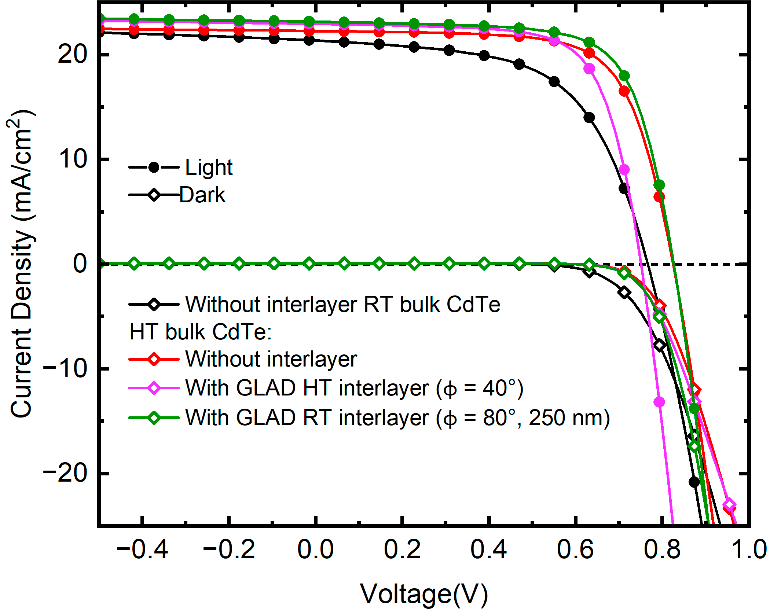 20
10
0
−10
−20
Current Density (mA/cm²)
Light
Dark
Without interlayer RT bulk CdTe
HT bulk CdTe:
Without interlayer
With GLAD HT interlayer (ϕ = 40°)
With GLAD RT interlayer (ϕ = 80°, 250 nm)
−0.4 −0.2 0.0 0.2 0.4 0.6 0.8 1.0
Voltage(V)